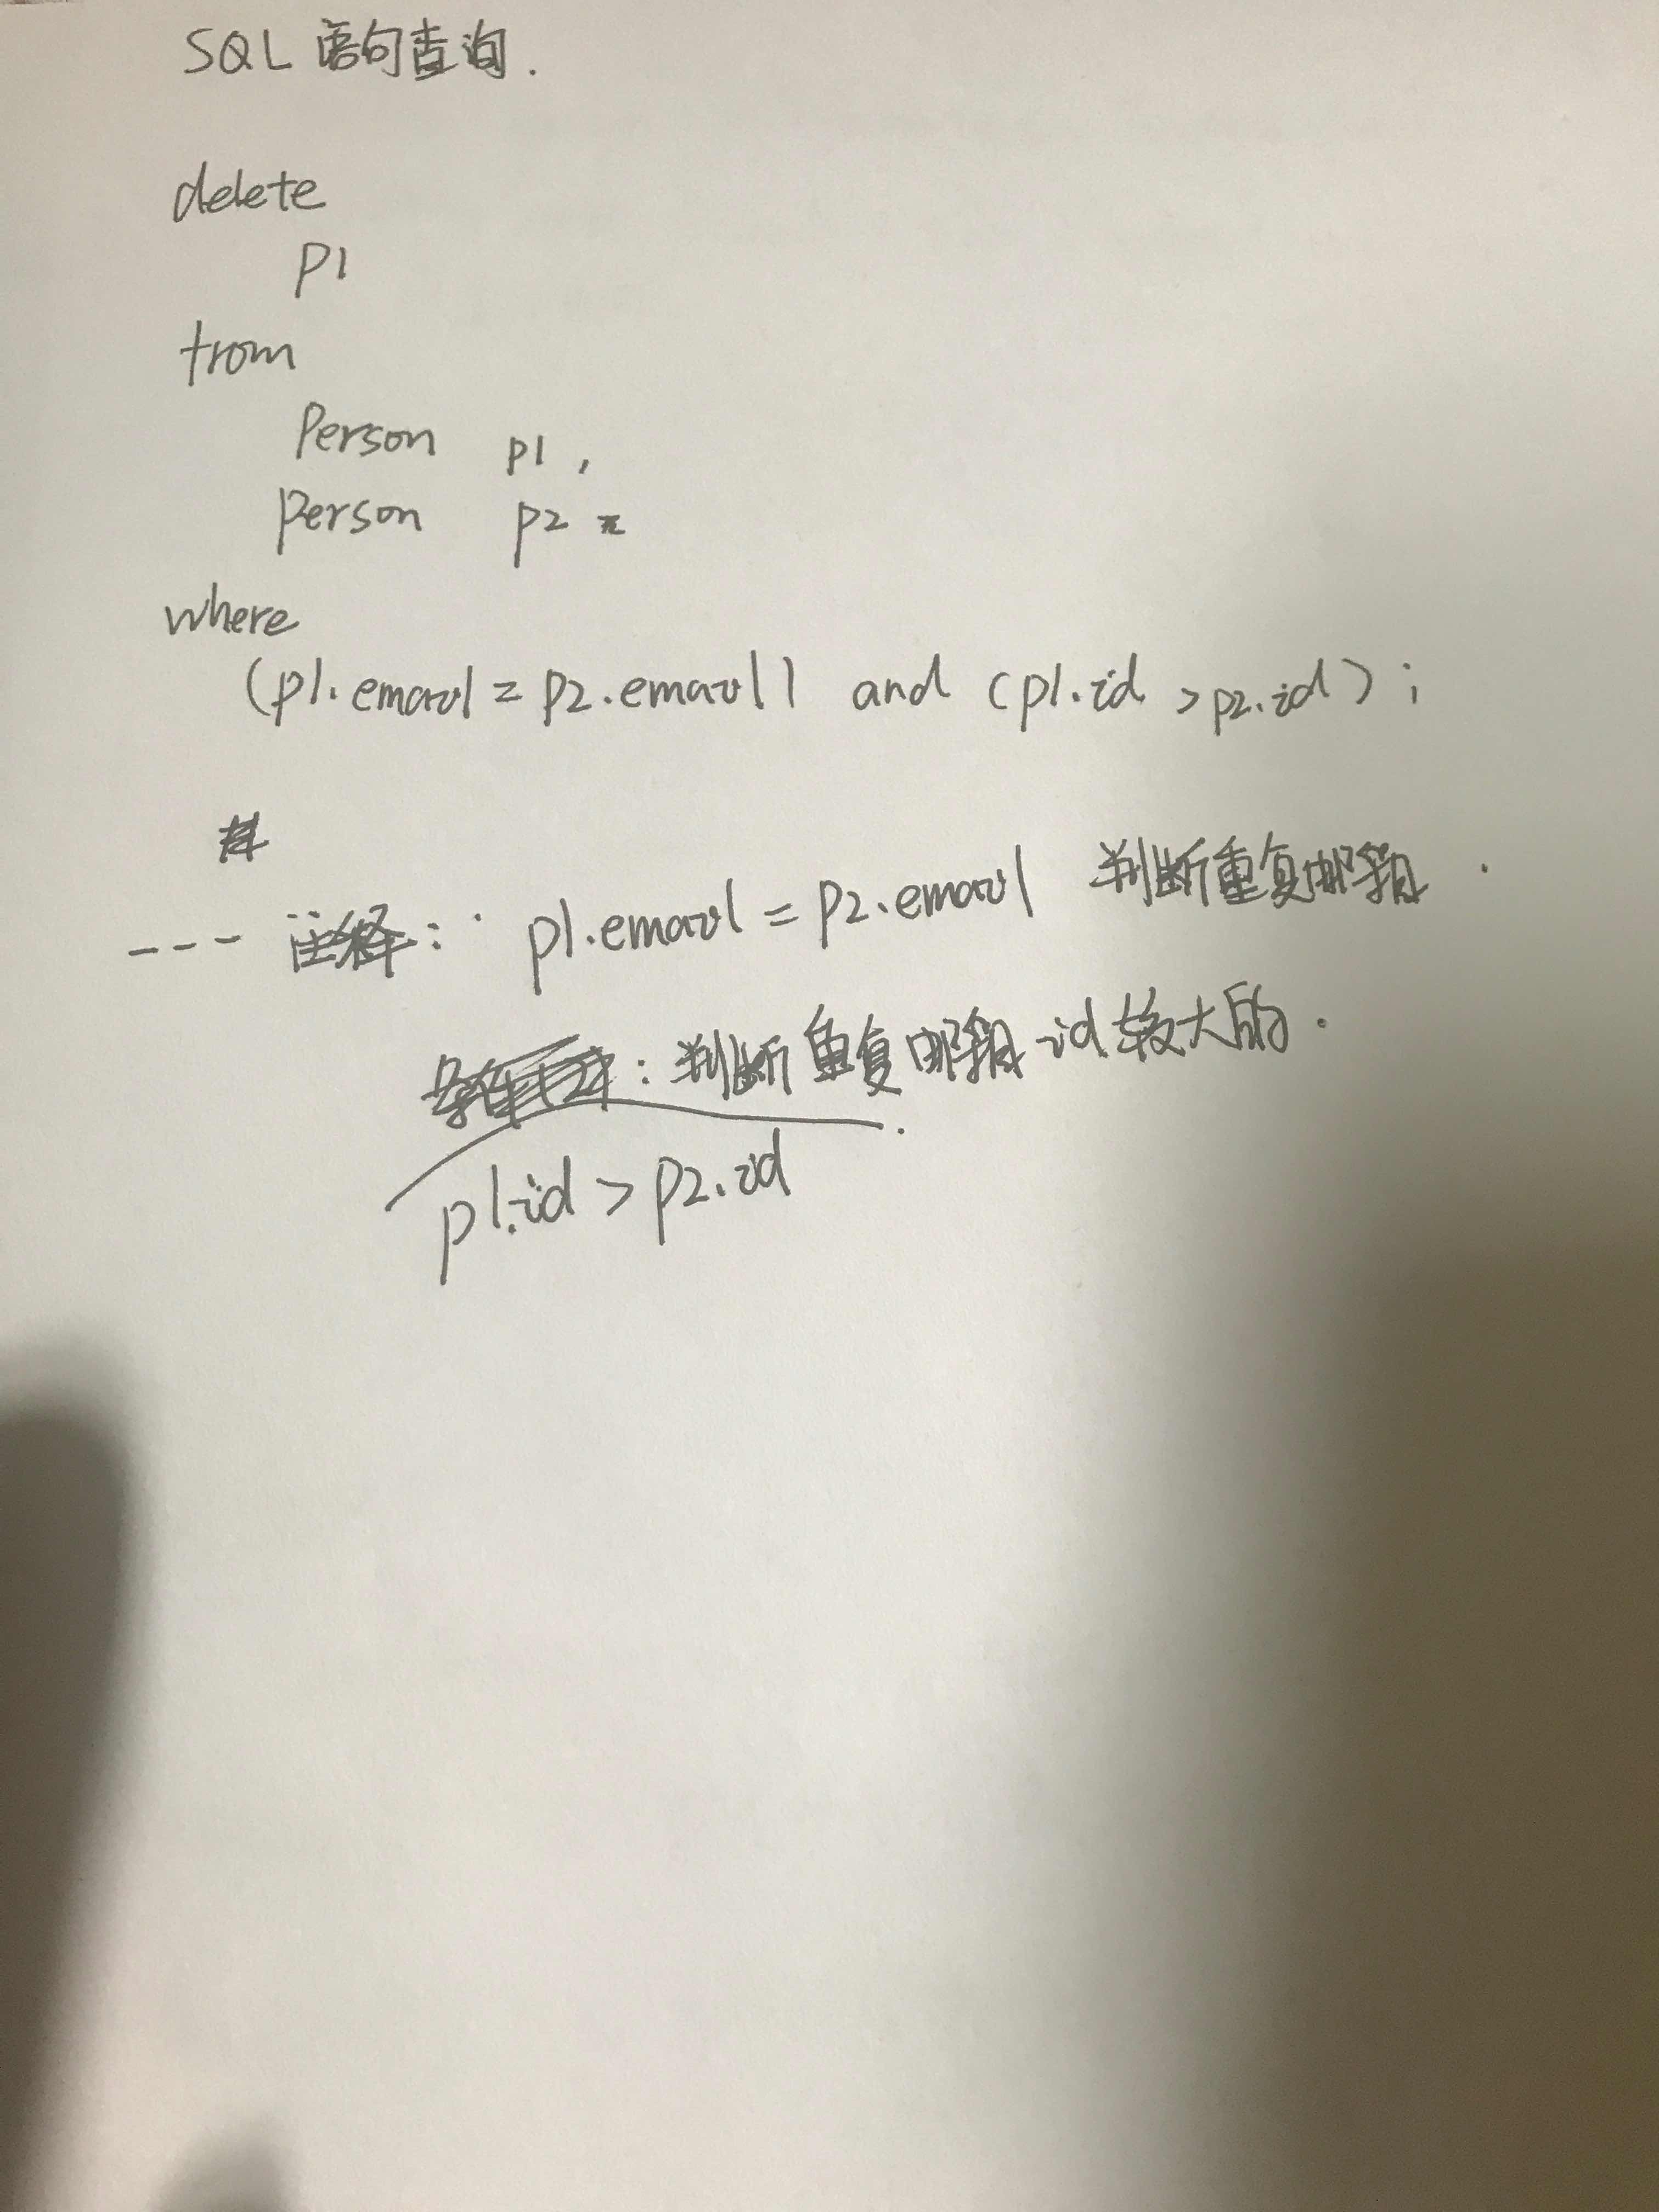 SQL 语句查询.
delete
p1
from
Person p1,
Person p2
where
(p1.email = p2.email) and (p1.id > p2.id);
--- 注释: p1.email = p2.email 判断重复邮箱.
: 判断重复邮箱 id 较大的.
p1.id > p2.id